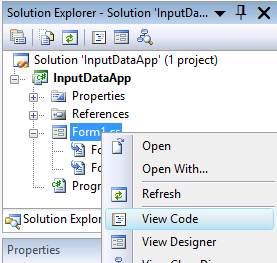 Solution Explorer - Solution 'InputDa...
Solution 'InputDataApp' (1 project)
InputDataApp
Properties
References
Form1.cs
Fo
Fo
Progr
Open
Open With...
Refresh
View Code
View Designer
Solution Explor
Properties